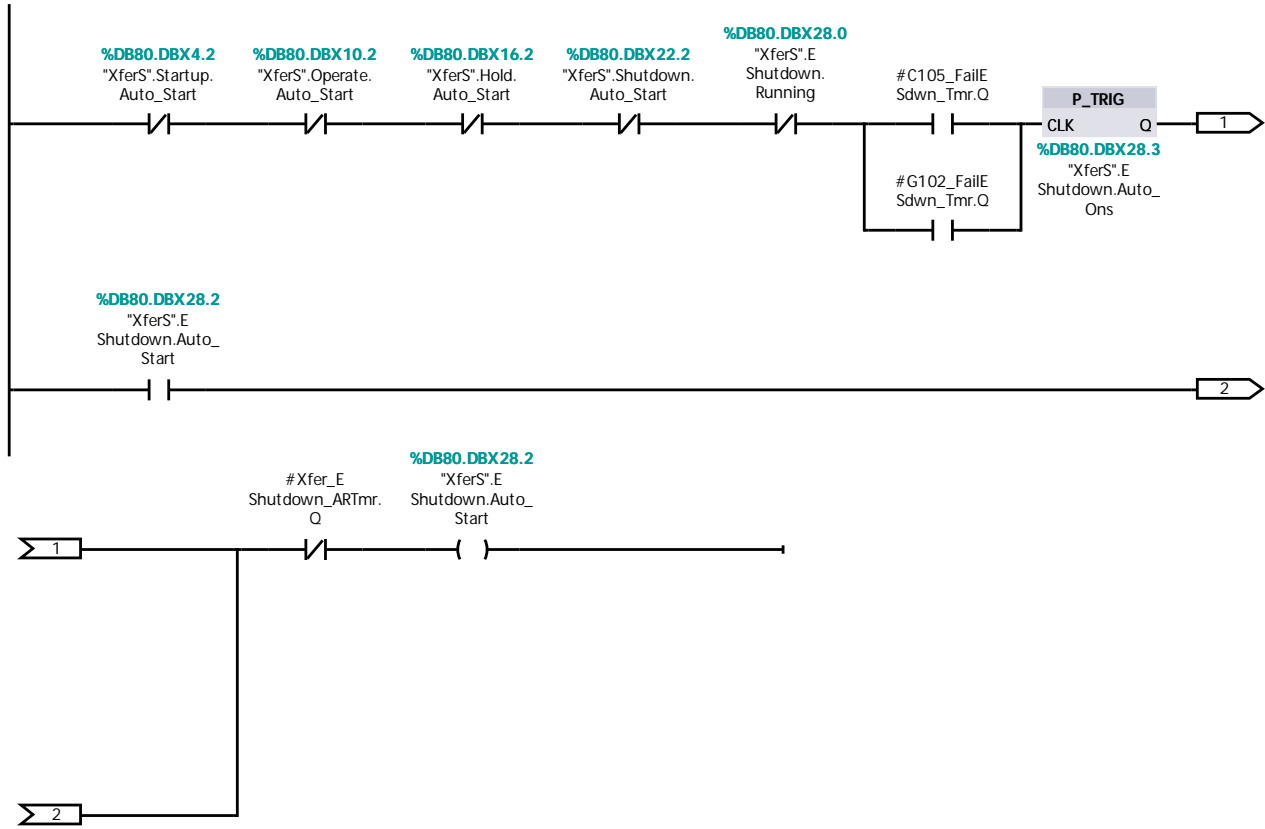 %DB80.DBX4.2
"XferS".Startup.
Auto_Start
%DB80.DBX10.2
"XferS".Operate.
Auto_Start
%DB80.DBX16.2
"XferS".Hold.
Auto_Start
%DB80.DBX22.2
"XferS".Shutdown.
Auto_Start
%DB80.DBX28.0
"XferS".E
Shutdown.
Running
#C105_FailE
Sdwn_Tmr.Q
P_TRIG
CLK Q
%DB80.DBX28.3
"XferS".E
Shutdown.Auto_
Ons
1
#G102_FailE
Sdwn_Tmr.Q
%DB80.DBX28.2
"XferS".E
Shutdown.Auto_
Start
2
1
#Xfer_E
Shutdown_ARTmr.
Q
%DB80.DBX28.2
"XferS".E
Shutdown.Auto_
Start
2